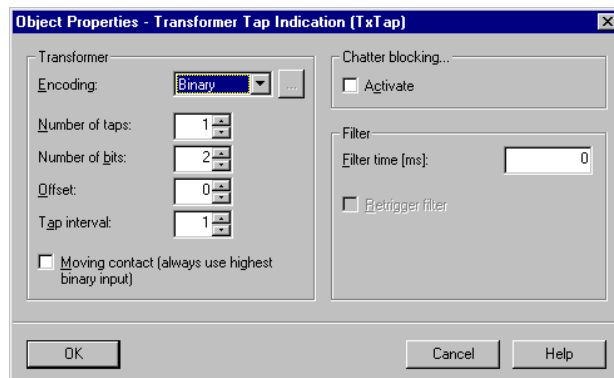 Object Properties - Transformer Tap Indication (TxTap)
Transformer
Encoding: Binary ...
Number of taps: 1
Number of bits: 2
Offset: 0
Tap interval: 1
Moving contact (always use highest
binary input)
Chatter blocking...
Activate
Filter
Filter time [ms]: 0
Retrigger filter
OK
Cancel
Help